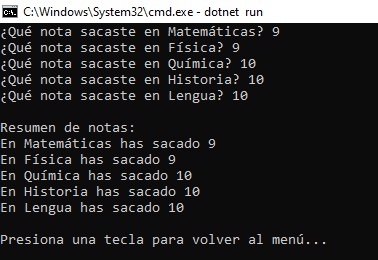 C:\Windows\System32\cmd.exe - dotnet run
¿Qué nota sacaste en Matemáticas? 9
¿Qué nota sacaste en Física? 9
¿Qué nota sacaste en Química? 10
¿Qué nota sacaste en Historia? 10
¿Qué nota sacaste en Lengua? 10
Resumen de notas:
En Matemáticas has sacado 9
En Física has sacado 9
En Química has sacado 10
En Historia has sacado 10
En Lengua has sacado 10
Presiona una tecla para volver al menú...